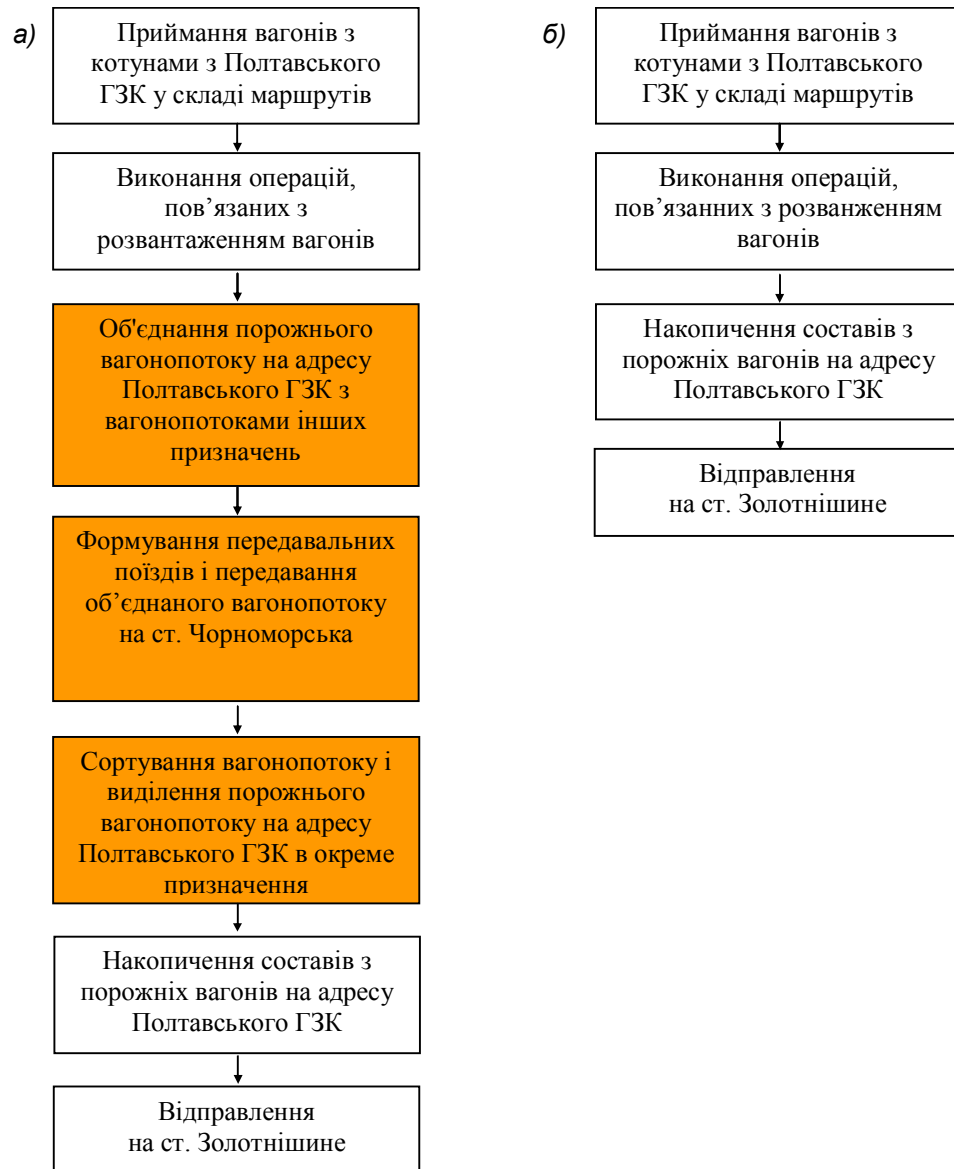 а)
Приймання вагонів з
котунами з Полтавського
ГЗК у складі маршрутів
Виконання операцій,
пов’язаних з
розвантаженням вагонів
Об'єднання порожнього
вагонопотоку на адресу
Полтавського ГЗК з
вагонопотоками інших
призначень
Формування передавальних
поїздів і передавання
об’єднаного вагонопотоку
на ст. Чорноморська
Сортування вагонопотоку і
виділення порожнього
вагонопотоку на адресу
Полтавського ГЗК в окреме
призначення
Накопичення составів з
порожніх вагонів на адресу
Полтавського ГЗК
Відправлення
на ст. Золотнішине
б)
Приймання вагонів з
котунами з Полтавського
ГЗК у складі маршрутів
Виконання операцій,
пов’язанних з розванженням
вагонів
Накопичення составів з
порожніх вагонів на адресу
Полтавського ГЗК
Відправлення
на ст. Золотнішине